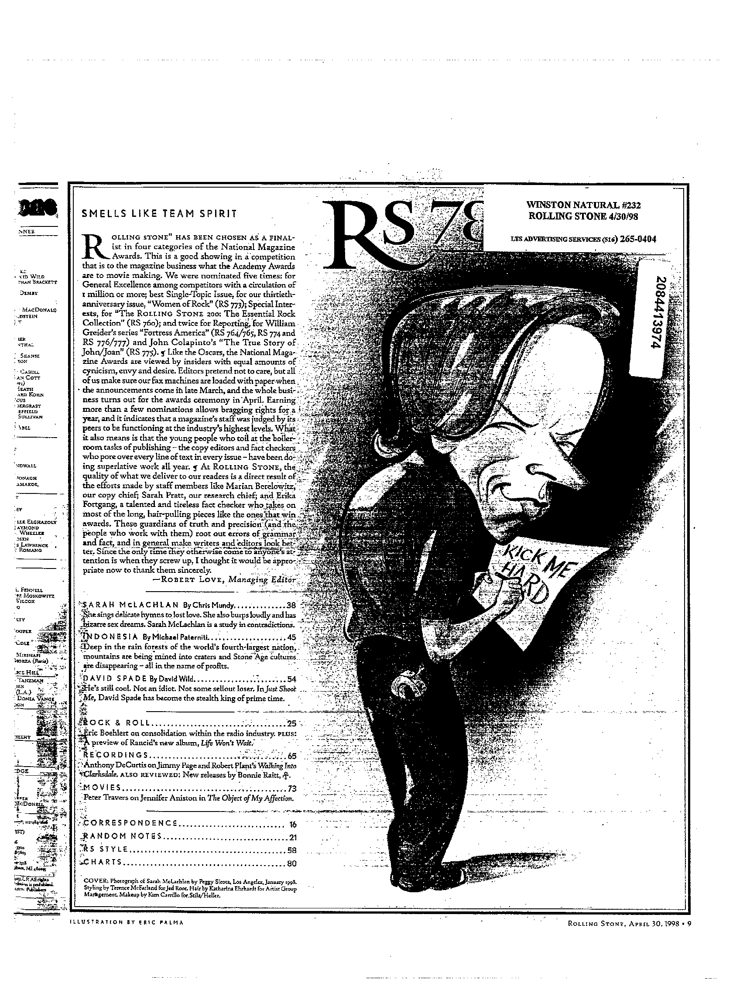 SMELLS LIKE TEAM SPIRIT
ROLLING STONE" HAS BEEN CHOSEN AS A FINAL-
ist in four categories of the National Magazine
Awards. This is a good showing in a competition
that is to the magazine business what the Academy Awards
are to movie making. We were nominated five times: for
General Excellence among competitors with a circulation of
1 million or more; best Single-Topic Issue, for our thirtieth-
anniversary issue, "Women of Rock" (RS 773); Special Inter-
ests, for "The ROLLING STONE 200: The Essential Rock
Collection" (RS 760); and twice for Reporting, for William
Greider's series "Fortress America" (RS 764/765, RS 774 and
RS 776/777) and John Colapinto's "The True Story of
John/Joan" (RS 775). ¶ Like the Oscars, the National Maga-
zine Awards are viewed by insiders with equal amounts of
cynicism, envy and desire. Editors pretend not to care, but all
of us make sure our fax machines are loaded with paper when
the announcements come in late March, and the whole busi-
ness turns out for the awards ceremony in April. Earning
more than a few nominations allows bragging rights for a
year, and it indicates that a magazine's staff was judged by its
peers to be functioning at the industry's highest levels. What
it also means is that the young people who toil at the boiler-
room tasks of publishing – the copy editors and fact checkers
who pore over every line of text in every issue – have been do-
ing superlative work all year. ¶ At ROLLING STONE, the
quality of what we deliver to our readers is a direct result of
the efforts made by staff members like Marian Berelowitz,
our copy chief; Sarah Pratt, our research chief; and Erika
Fortgang, a talented and tireless fact checker who takes on
most of the long, hair-pulling pieces like the ones that win
awards. These guardians of truth and precision (and the
people who work with them) root out errors of grammar
and fact, and in general make writers and editors look bet-
ter. Since the only time they otherwise come to anyone's at-
tention is when they screw up, I thought it would be appro-
priate now to thank them sincerely.
—ROBERT LOVE, Managing Editor
SARAH McLACHLAN By Chris Mundy..............38
She sings delicate hymns to lost love. She also burps loudly and has
bizarre sex dreams. Sarah McLachlan is a study in contradictions.
INDONESIA By Michael Paterniti....................45
Deep in the rain forests of the world's fourth-largest nation,
mountains are being mined into craters and Stone Age cultures
are disappearing – all in the name of profits.
DAVID SPADE By David Wild........................54
He's still cool. Not an idiot. Not some sellout loser. In Just Shoot
Me, David Spade has become the stealth king of prime time.
ROCK & ROLL..............................25
Eric Boehlert on consolidation within the radio industry. PLUS:
A preview of Rancid's new album, Life Won't Wait.
RECORDINGS..............................65
Anthony DeCurtis on Jimmy Page and Robert Plant's Walking Into
Clarksdale. ALSO REVIEWED: New releases by Bonnie Raitt,
MOVIES..............................73
Peter Travers on Jennifer Aniston in The Object of My Affection.
CORRESPONDENCE.......................... 16
RANDOM NOTES..............................21
RS STYLE..............................58
CHARTS..............................80
COVER: Photograph of Sarah McLachlan by Peggy Sirota, Los Angeles, January 1998.
Styling by Terence McFarland for Jed Root. Hair by Katharina Ehrhardt for Artist Group
Management. Makeup by Kem Carrillo for Stila/Heller.
ILLUSTRATION BY ERIC PALMA
RS 78
WINSTON NATURAL #232
ROLLING STONE 4/30/98
LTS ADVERTISING SERVICES (516) 265-0404
2084413974
KICK ME
HARD
ROLLING STONE, APRIL 30, 1998 • 9